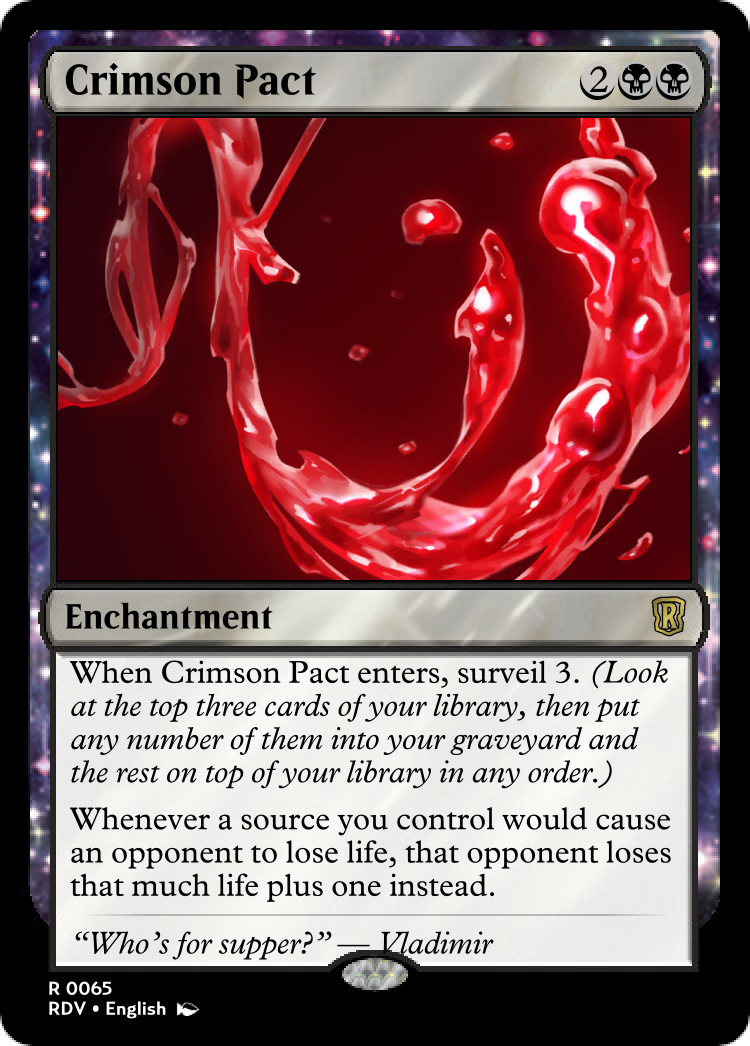 Crimson Pact 2
Enchantment R
When Crimson Pact enters, surveil 3. (Look
at the top three cards of your library, then put
any number of them into your graveyard and
the rest on top of your library in any order.)
Whenever a source you control would cause
an opponent to lose life, that opponent loses
that much life plus one instead.
“Who’s for supper?” — Vladimir
R 0065
RDV • English